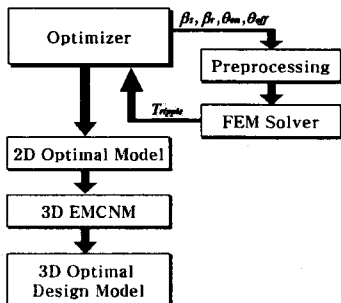 Optimizer
βs, βr, θon, θoff
Preprocessing
Tripple
FEM Solver
2D Optimal Model
3D EMCNM
3D Optimal
Design Model